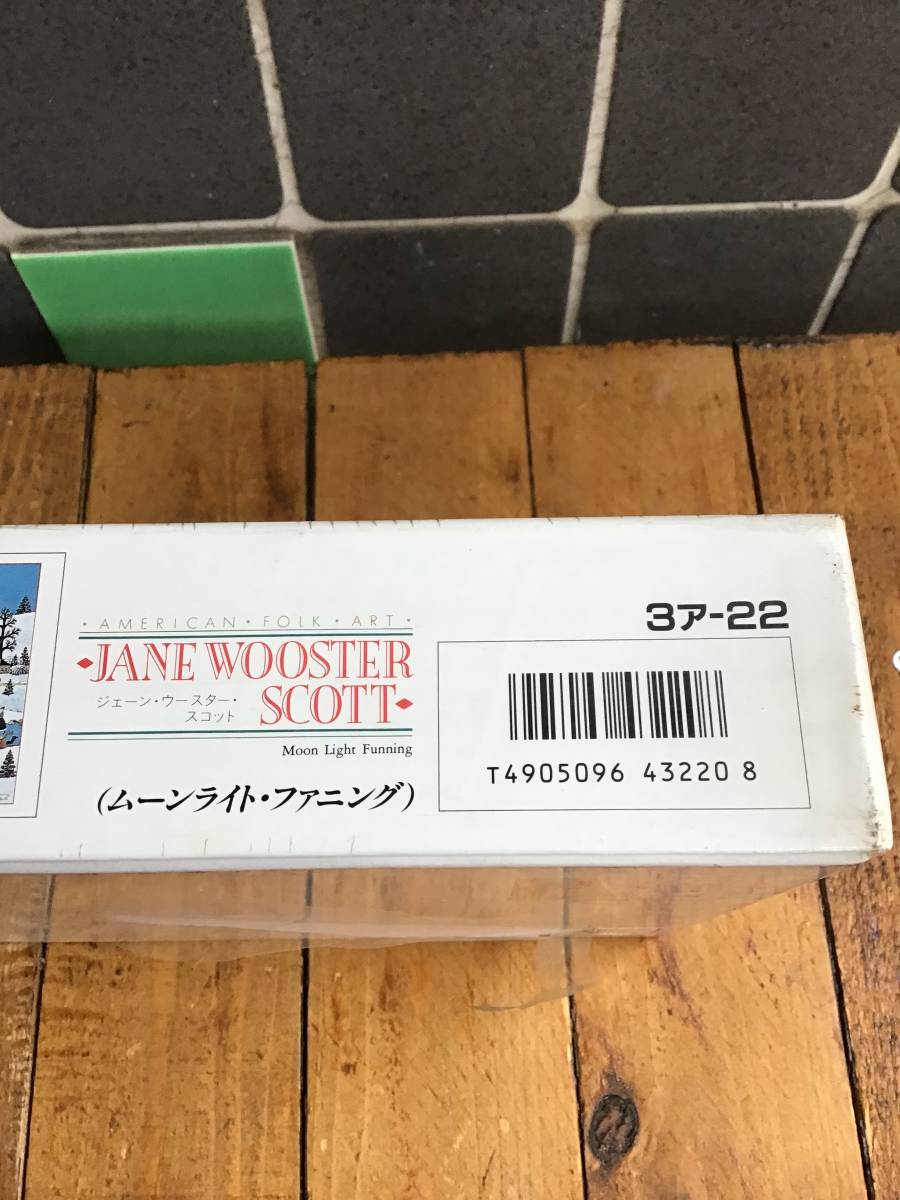 ・AMERICAN・FOLK・ART・
JANE WOOSTER
ジェーン・ウースター・
スコット
SCOTT
Moon Light Funning
(ムーンライト・ファニング)
3ア-22
T4905096 43220 8